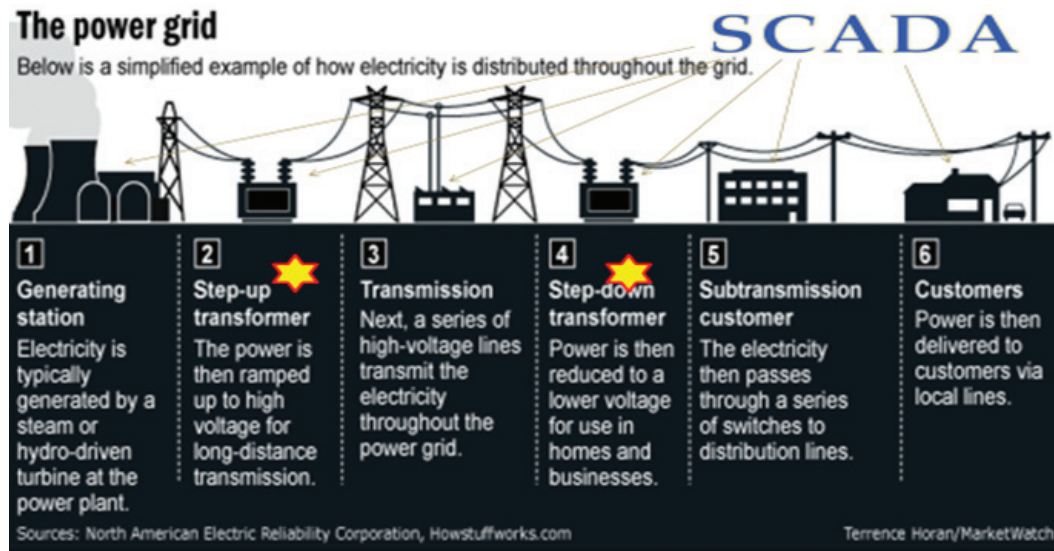 The power grid
SCADA
Below is a simplified example of how electricity is distributed throughout the grid.
1
Generating
station
Electricity is
typically
generated by a
steam or
hydro-driven
turbine at the
power plant.
2
Step-up
transformer
The power is
then ramped
up to high
voltage for
long-distance
transmission.
3
Transmission
Next, a series of
high-voltage lines
transmit the
electricity
throughout the
power grid.
4
Step-down
transformer
Power is then
reduced to a
lower voltage
for use in
homes and
businesses.
5
Subtransmission
customer
The electricity
then passes
through a series
of switches to
distribution lines.
6
Customers
Power is then
delivered to
customers via
local lines.
Sources: North American Electric Reliability Corporation, Howstuffworks.com
Terrence Horan/MarketWatch